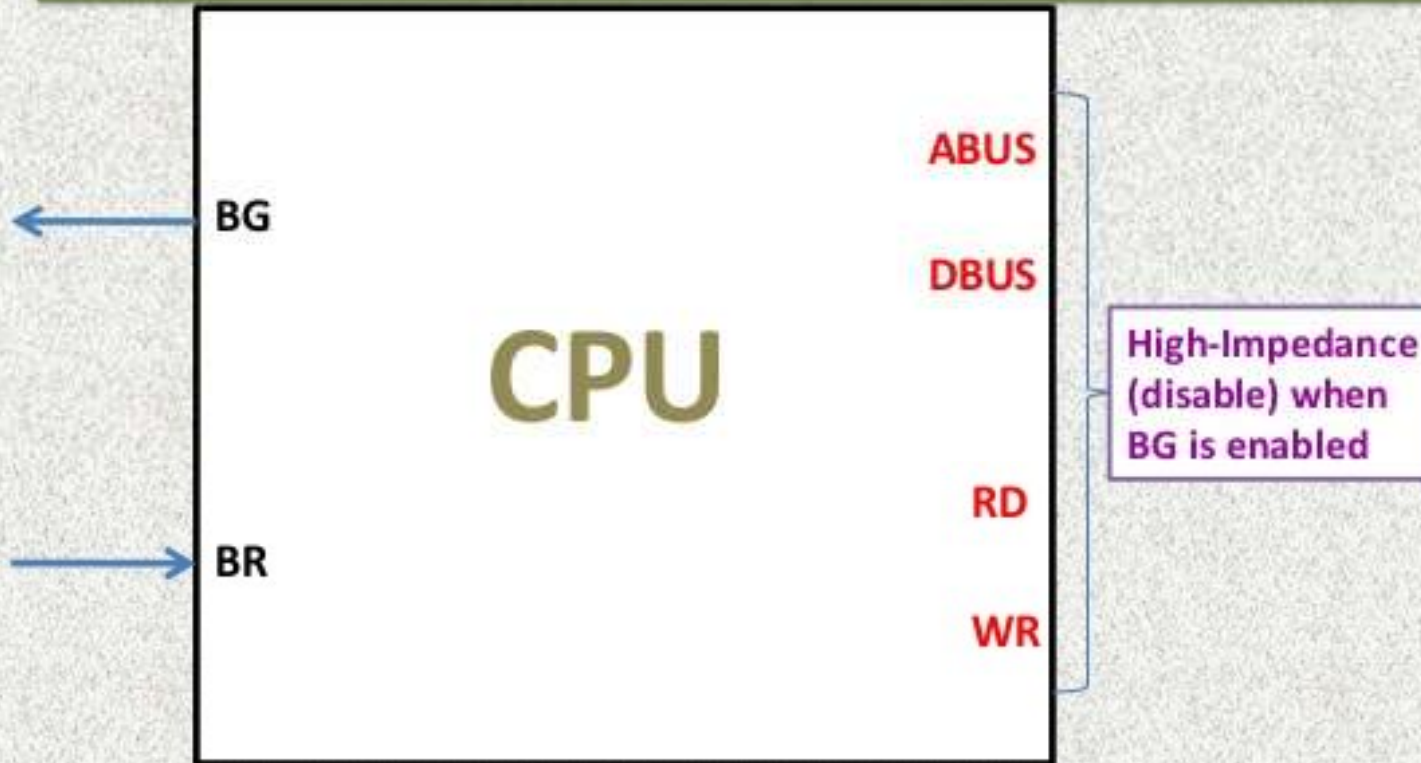 ABUS
BG
DBUS
CPU
High-Impedance
(disable) when
BG is enabled
RD
BR
WR